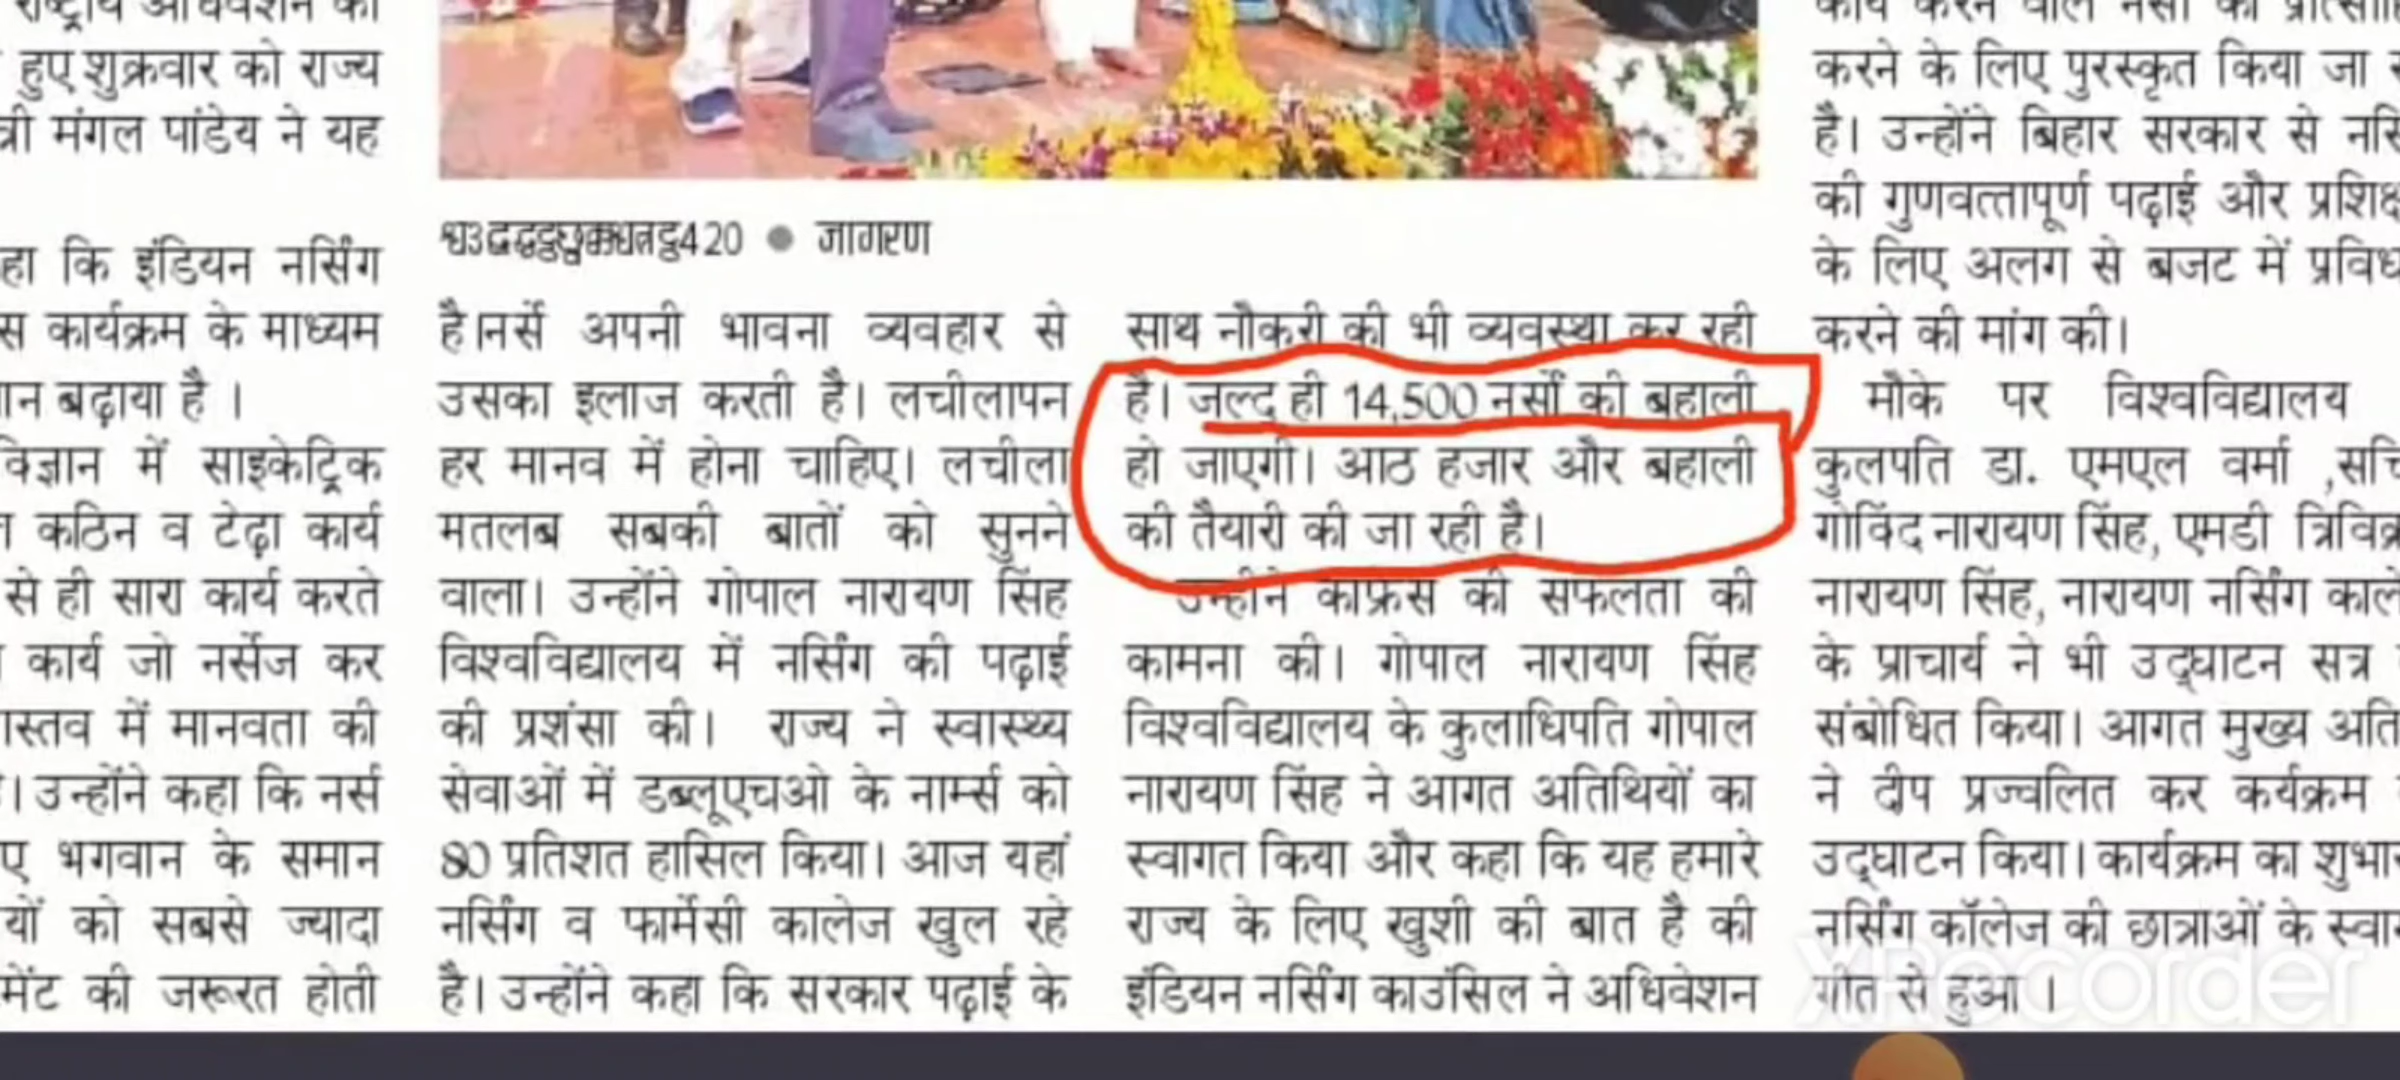 हुए शुक्रवार को राज्य
मंगल पांडेय ने यह
कि इंडियन नर्सिंग
कार्यक्रम के माध्यम
बढ़ाया है ।
में साइकेट्रिक
कठिन व टेढ़ा कार्य
से ही सारा कार्य करते
कार्य जो नर्सेज कर
में मानवता की
। उन्होंने कहा कि नर्स
भगवान के समान
को सबसे ज्यादा
की जरूरत होती
420 ● जागरण
है।नर्से अपनी भावना व्यवहार से
उसका इलाज करती है। लचीलापन
हर मानव में होना चाहिए। लचीला
मतलब सबकी बातों को सुनने
वाला। उन्होंने गोपाल नारायण सिंह
विश्वविद्यालय में नर्सिंग की पढ़ाई
की प्रशंसा की। राज्य ने स्वास्थ्य
सेवाओं में डब्लूएचओ के नार्म्स को
80 प्रतिशत हासिल किया। आज यहां
नर्सिंग व फार्मेसी कालेज खुल रहे
है। उन्होंने कहा कि सरकार पढ़ाई के
साथ नौकरी की भी व्यवस्था कर रही
है। जल्द ही 14,500 नर्सों की बहाली
हो जाएगी। आठ हजार और बहाली
की तैयारी की जा रही है।
उन्होंने कांफ्रेंस की सफलता की
कामना की। गोपाल नारायण सिंह
विश्वविद्यालय के कुलाधिपति गोपाल
नारायण सिंह ने आगत अतिथियों का
स्वागत किया और कहा कि यह हमारे
राज्य के लिए खुशी की बात है की
इंडियन नर्सिंग काउंसिल ने अधिवेशन
करने के लिए पुरस्कृत किया जा
है। उन्होंने बिहार सरकार से
की गुणवत्तापूर्ण पढ़ाई और
के लिए अलग से बजट में
करने की मांग की।
मौके पर विश्वविद्यालय
कुलपति डा. एमएल वर्मा ,
गोविंद नारायण सिंह, एमडी
नारायण सिंह, नारायण नर्सिंग
के प्राचार्य ने भी उद्घाटन सत्र
संबोधित किया। आगत मुख्य
ने दीप प्रज्वलित कर कर्यक्रम
उद्घाटन किया। कार्यक्रम का
नर्सिंग कॉलेज की छात्राओं के
गीत से हुआ ।
XRecorder